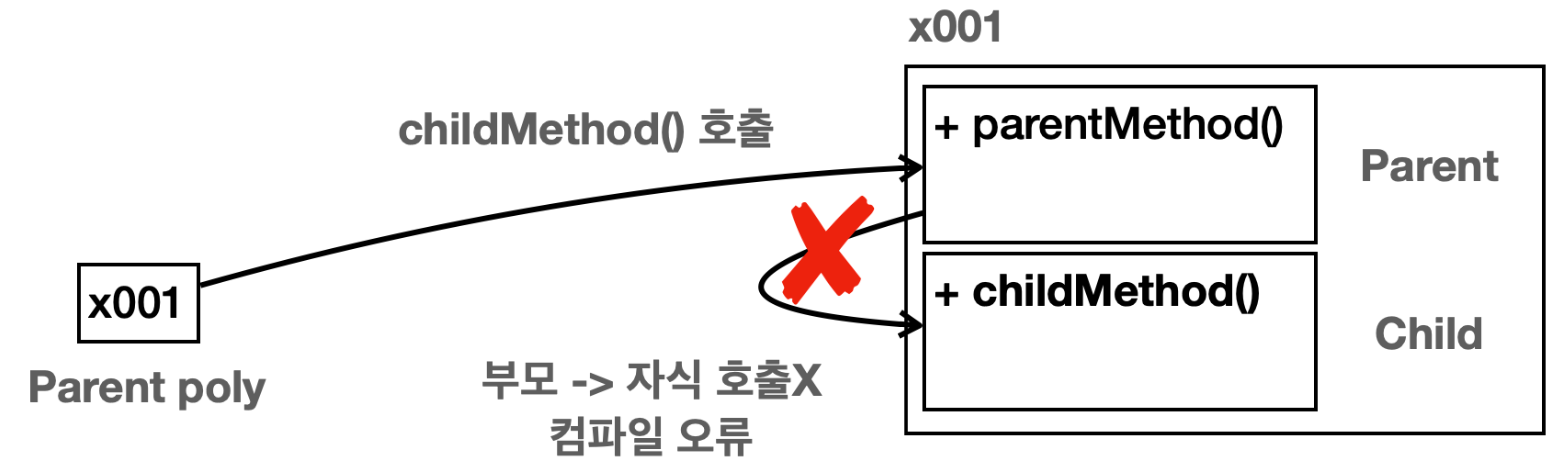 x001
childMethod() 호출
+ parentMethod()
Parent
x001
+ childMethod()
Child
Parent poly
부모 -> 자식 호출X
컴파일 오류